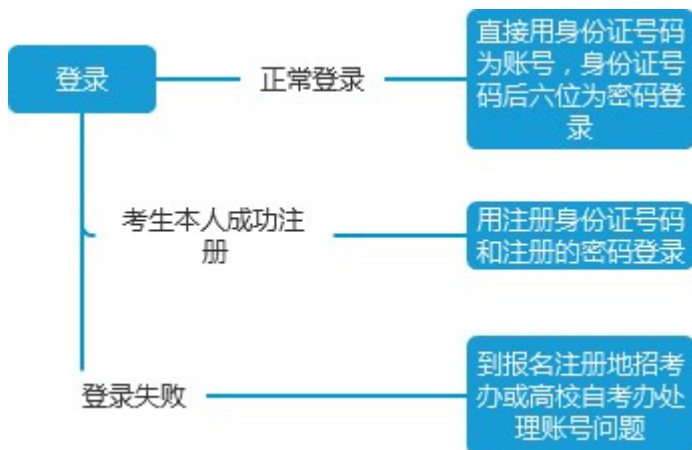 登录
正常登录
直接用身份证号码
为账号，身份证号
码后六位为密码登
录
考生本人成功注
册
用注册身份证号码
和注册的密码登录
登录失败
到报名注册地招考
办或高校自考办处
理账号问题